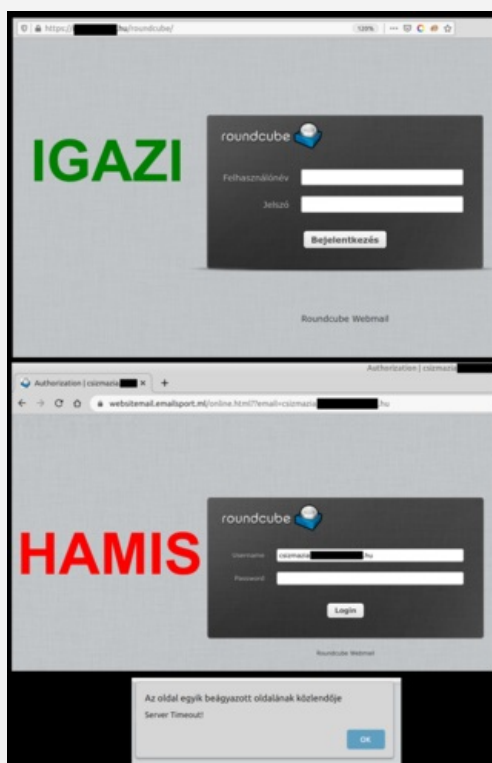 https:// .hu/roundcube/ 120%
IGAZI
roundcube
Felhasználónév
Jelszó
Bejelentkezés
Roundcube Webmail
Authorization | csizmazia
Authorization | csizmazia
websitemail.emailsport.ml/online.html??email=csizmazia .hu
HAMIS
roundcube
Username csizmazia .hu
Password
Login
Roundcube Webmail
Az oldal egyik beágyazott oldalának közlendője
Server Timeout!
OK